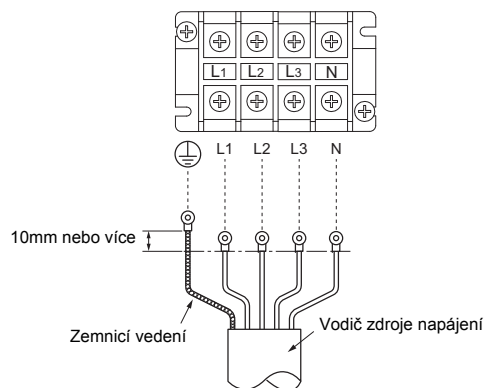 L1 L2 L3 N
L1 L2 L3 N
10mm nebo více
Zemnicí vedení
Vodič zdroje napájení